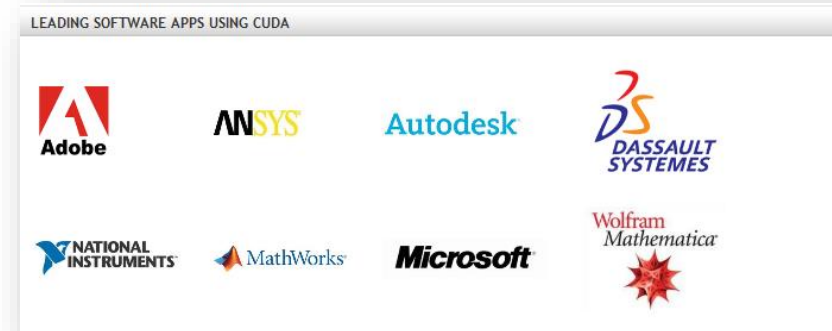 LEADING SOFTWARE APPS USING CUDA
Adobe
ANSYS
Autodesk
DASSAULT
SYSTEMES
NATIONAL
INSTRUMENTS
MathWorks
Microsoft
Wolfram
Mathematica